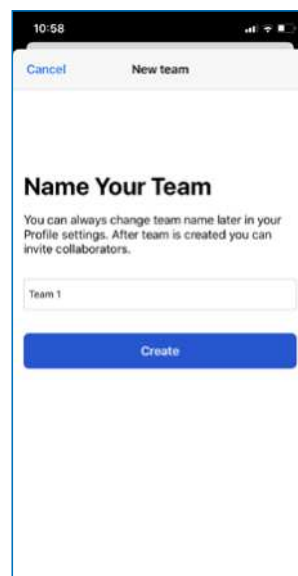 10:58
Cancel New team
Name Your Team
You can always change team name later in your
Profile settings. After team is created you can
invite collaborators.
Team 1
Create